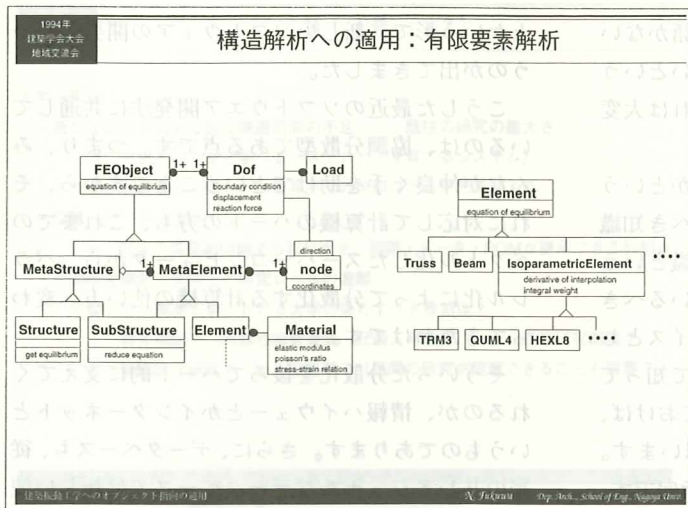 1994年
建築学会大会
地域交流会
構造解析への適用：有限要素解析
FEObject
equation of equilibrium
1+ 1+
Dof
boundary condition
displacement
reaction force
Load
MetaStructure
1+
MetaElement
1+
direction
node
coordinates
Structure
get equilibrium
SubStructure
reduce equation
Element
Material
elastic modulus
poisson's ratio
stress-strain relation
Element
equation of equilibrium
Truss
Beam
IsoparametricElement
derivative of interpolation
integral weight
TRM3
QUML4
HEXL8
建築振動工学へのオブジェクト指向の適用
N. Fukuwa
Dep. Arch., School of Eng., Nagoya Univ.